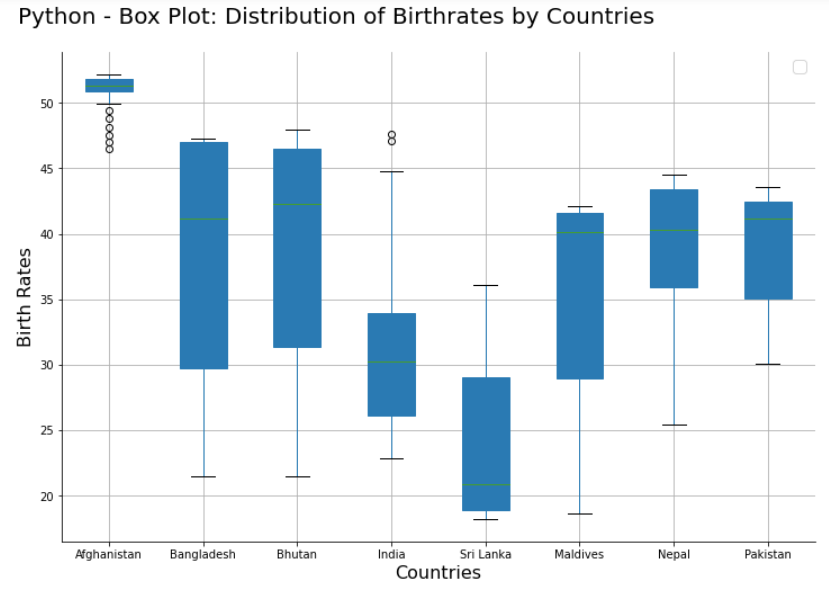 Python - Box Plot: Distribution of Birthrates by Countries
50
45
40
35
30
25
20
Birth Rates
Afghanistan Bangladesh Bhutan India Sri Lanka Maldives Nepal Pakistan
Countries